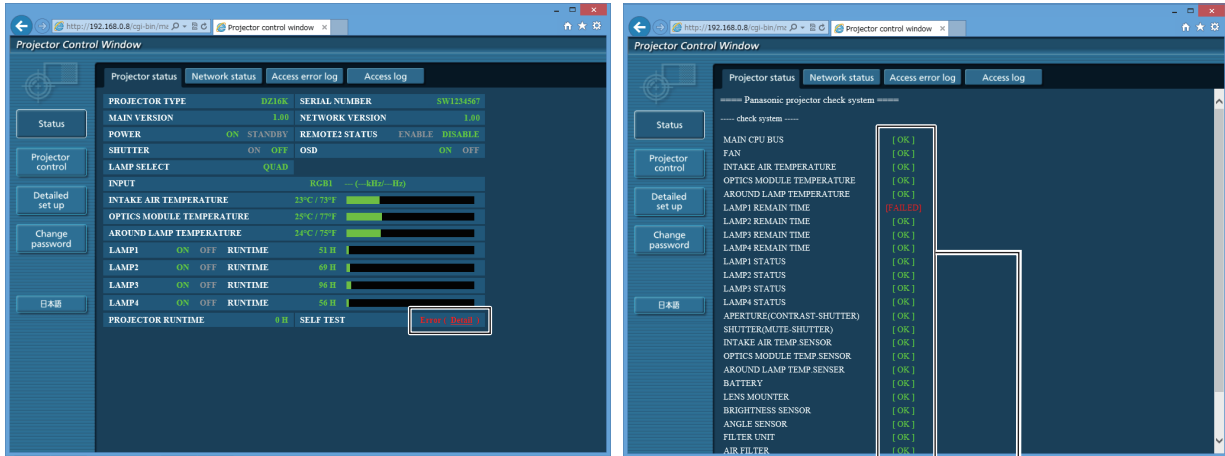 http://192.168.0.8/cgi-bin/ma
Projector control window
Projector Control Window
Projector status Network status Access error log Access log
Status
Projector control
Detailed set up
Change password
日本語
PROJECTOR TYPE DZ16K SERIAL NUMBER SW1234567
MAIN VERSION 1.00 NETWORK VERSION 1.00
POWER ON STANDBY REMOTE2 STATUS ENABLE DISABLE
SHUTTER ON OFF OSD ON OFF
LAMP SELECT QUAD
INPUT RGB1 --- (---kHz/---Hz)
INTAKE AIR TEMPERATURE 23°C / 73°F
OPTICS MODULE TEMPERATURE 25°C / 77°F
AROUND LAMP TEMPERATURE 24°C / 75°F
LAMP1 ON OFF RUNTIME 51 H
LAMP2 ON OFF RUNTIME 69 H
LAMP3 ON OFF RUNTIME 96 H
LAMP4 ON OFF RUNTIME 56 H
PROJECTOR RUNTIME 0 H SELF TEST Error < Detail >
http://192.168.0.8/cgi-bin/ma
Projector control window
Projector Control Window
Projector status Network status Access error log Access log
Status
Projector control
Detailed set up
Change password
日本語
==== Panasonic projector check system ====
----- check system -----
MAIN CPU BUS [ OK ]
FAN [ OK ]
INTAKE AIR TEMPERATURE [ OK ]
OPTICS MODULE TEMPERATURE [ OK ]
AROUND LAMP TEMPERATURE [ OK ]
LAMP1 REMAIN TIME [FAILED]
LAMP2 REMAIN TIME [ OK ]
LAMP3 REMAIN TIME [ OK ]
LAMP4 REMAIN TIME [ OK ]
LAMP1 STATUS [ OK ]
LAMP2 STATUS [ OK ]
LAMP3 STATUS [ OK ]
LAMP4 STATUS [ OK ]
APERTURE(CONTRAST-SHUTTER) [ OK ]
SHUTTER(MUTE-SHUTTER) [ OK ]
INTAKE AIR TEMP.SENSOR [ OK ]
OPTICS MODULE TEMP.SENSOR [ OK ]
AROUND LAMP TEMP.SENSER [ OK ]
BATTERY [ OK ]
LENS MOUNTER [ OK ]
BRIGHTNESS SENSOR [ OK ]
ANGLE SENSOR [ OK ]
FILTER UNIT [ OK ]
AIR FILTER [ OK ]